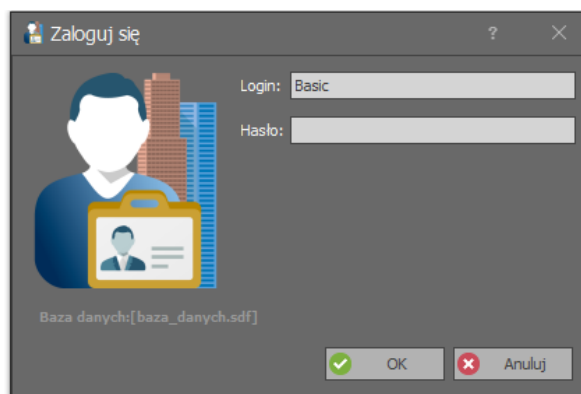 Zaloguj się ?
Login: Basic
Hasło:
Baza danych:[baza_danych.sdf]
OK Anuluj